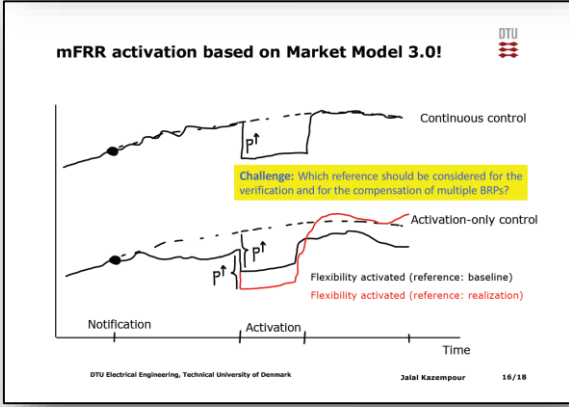 DTU
mFRR activation based on Market Model 3.0!
Continuous control
P↑
Challenge: Which reference should be considered for the
verification and for the compensation of multiple BRPs?
Activation-only control
P↑
P↑
Flexibility activated (reference: baseline)
Flexibility activated (reference: realization)
Notification
Activation
Time
DTU Electrical Engineering, Technical University of Denmark
Jalal Kazempour
16/18